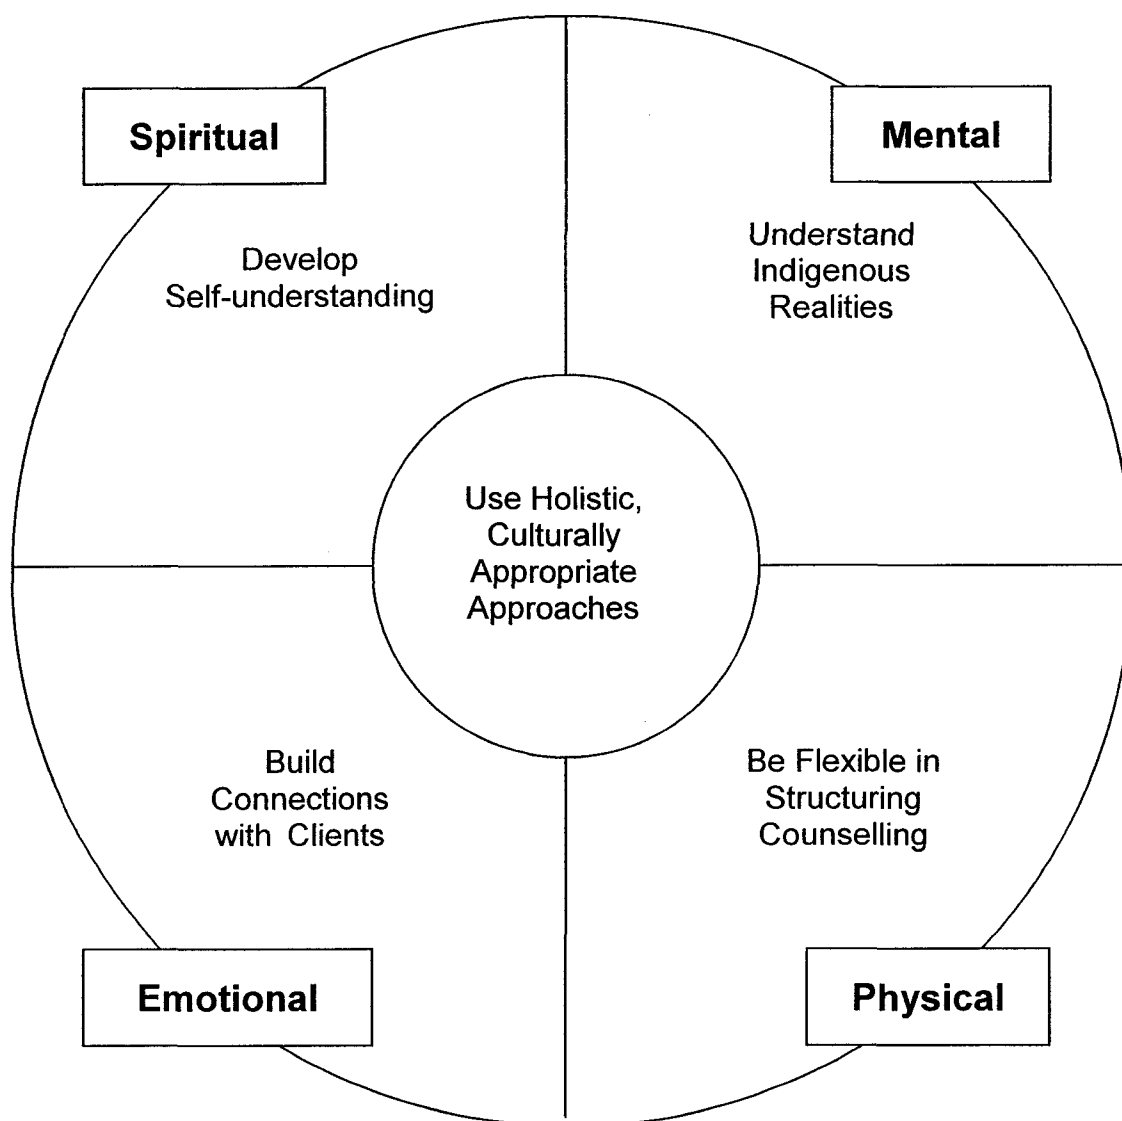 Spiritual
Mental
Develop
Self-understanding
Understand
Indigenous
Realities
Use Holistic,
Culturally
Appropriate
Approaches
Build
Connections
with Clients
Be Flexible in
Structuring
Counselling
Emotional
Physical